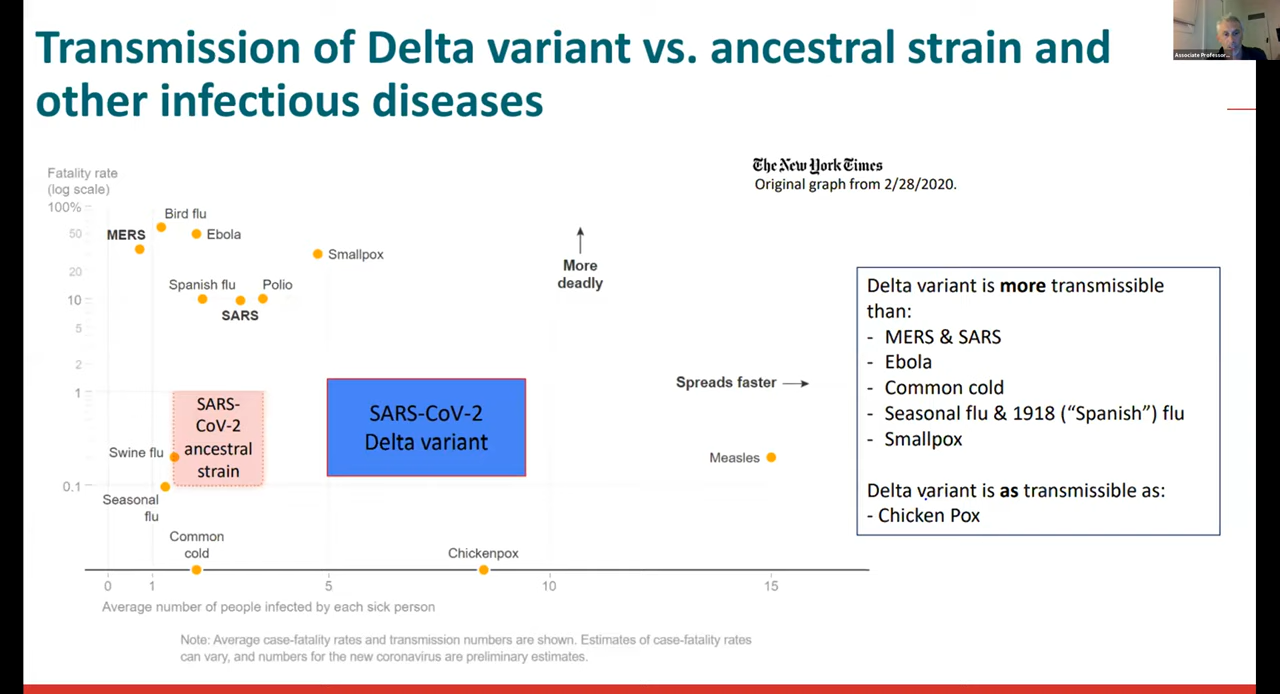 Transmission of Delta variant vs. ancestral strain and
other infectious diseases
Associate Professor...
The New York Times
Original graph from 2/28/2020.
Fatality rate
(log scale)
100%
50
20
10
5
2
1
0.1
Bird flu
MERS
Ebola
Smallpox
Spanish flu
Polio
SARS
More
deadly
Spreads faster
SARS-
CoV-2
ancestral
strain
SARS-CoV-2
Delta variant
Swine flu
Measles
Seasonal
flu
Common
cold
Chickenpox
0
1
5
10
15
Average number of people infected by each sick person
Note: Average case-fatality rates and transmission numbers are shown. Estimates of case-fatality rates
can vary, and numbers for the new coronavirus are preliminary estimates.
Delta variant is more transmissible
than:
- MERS & SARS
- Ebola
- Common cold
- Seasonal flu & 1918 (“Spanish”) flu
- Smallpox
Delta variant is as transmissible as:
- Chicken Pox